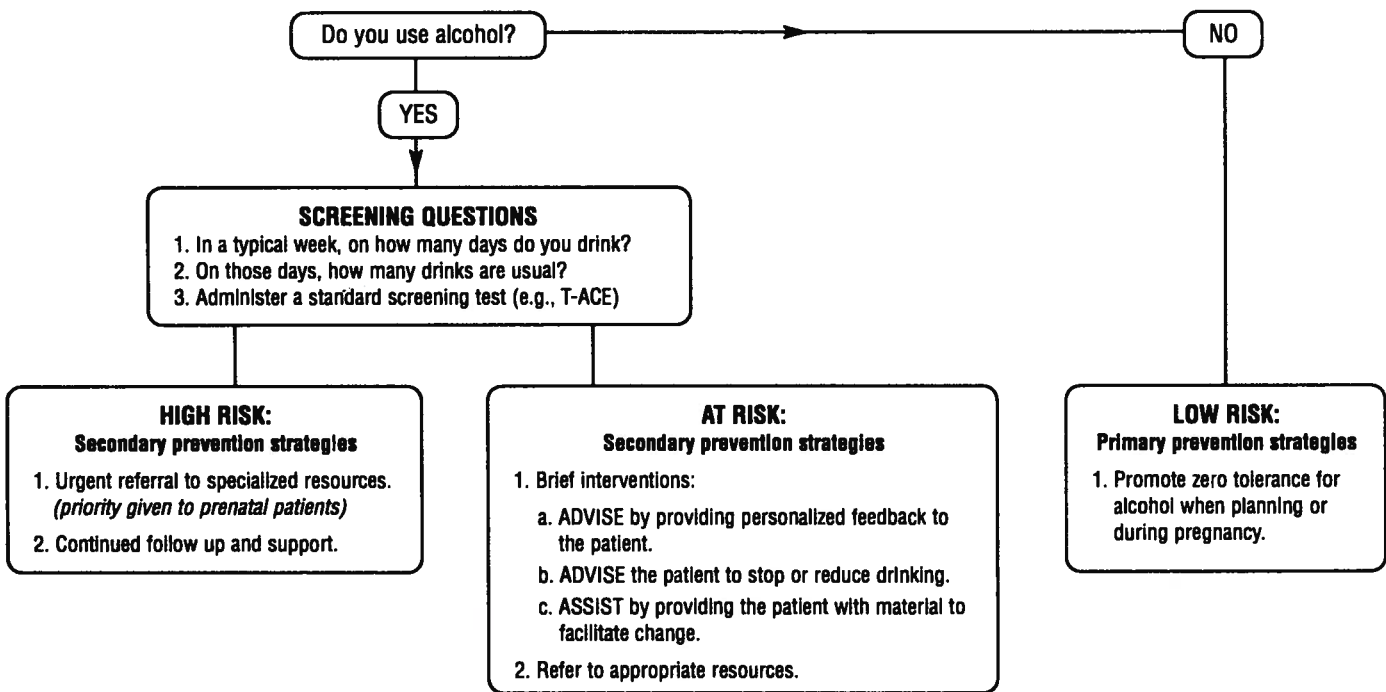 Do you use alcohol?
NO
YES
SCREENING QUESTIONS
1. In a typical week, on how many days do you drink?
2. On those days, how many drinks are usual?
3. Administer a standard screening test (e.g., T-ACE)
HIGH RISK:
Secondary prevention strategies
1. Urgent referral to specialized resources.
(priority given to prenatal patients)
2. Continued follow up and support.
AT RISK:
Secondary prevention strategies
1. Brief interventions:
a. ADVISE by providing personalized feedback to
the patient.
b. ADVISE the patient to stop or reduce drinking.
c. ASSIST by providing the patient with material to
facilitate change.
2. Refer to appropriate resources.
LOW RISK:
Primary prevention strategies
1. Promote zero tolerance for
alcohol when planning or
during pregnancy.